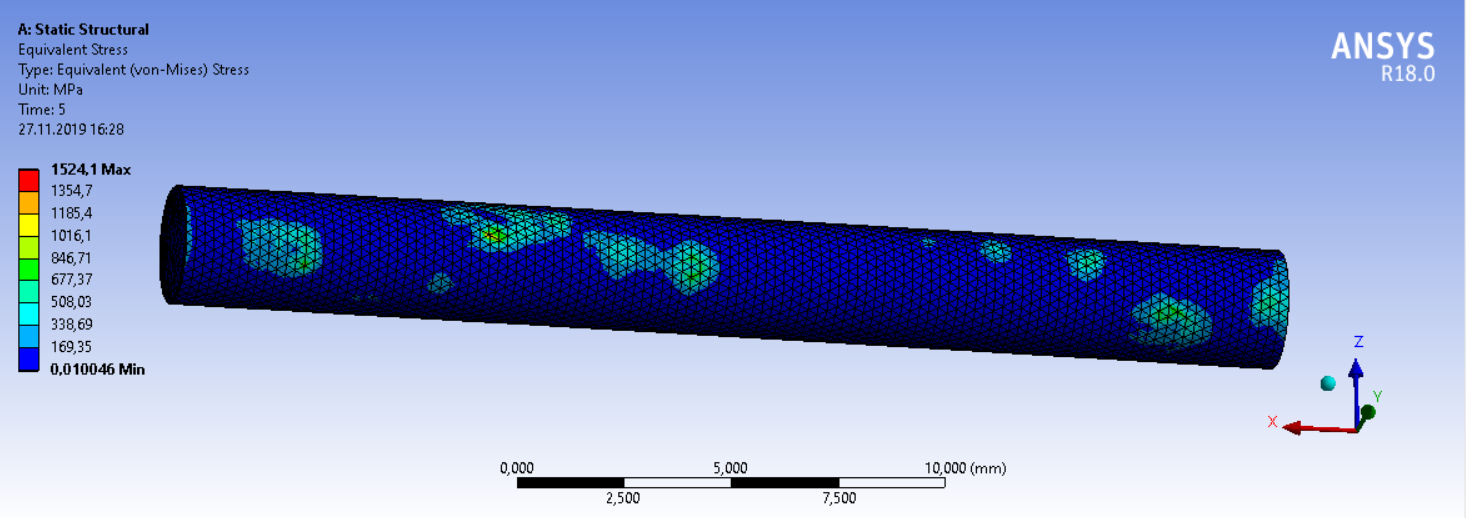 A: Static Structural
Equivalent Stress
Type: Equivalent (von-Mises) Stress
Unit: MPa
Time: 5
27.11.2019 16:28
ANSYS
R18.0
1524,1 Max
1354,7
1185,4
1016,1
846,71
677,37
508,03
338,69
169,35
0,010046 Min
Z
Y
X
0,000 5,000 10,000 (mm)
2,500 7,500